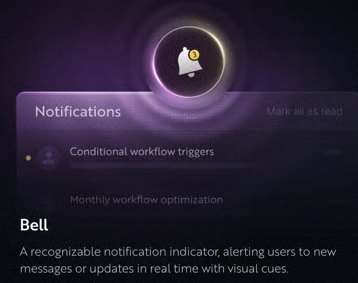 3
Notifications
Mark all as read
Conditional workflow triggers
Monthly workflow optimization
Bell
A recognizable notification indicator, alerting users to new
messages or updates in real time with visual cues.